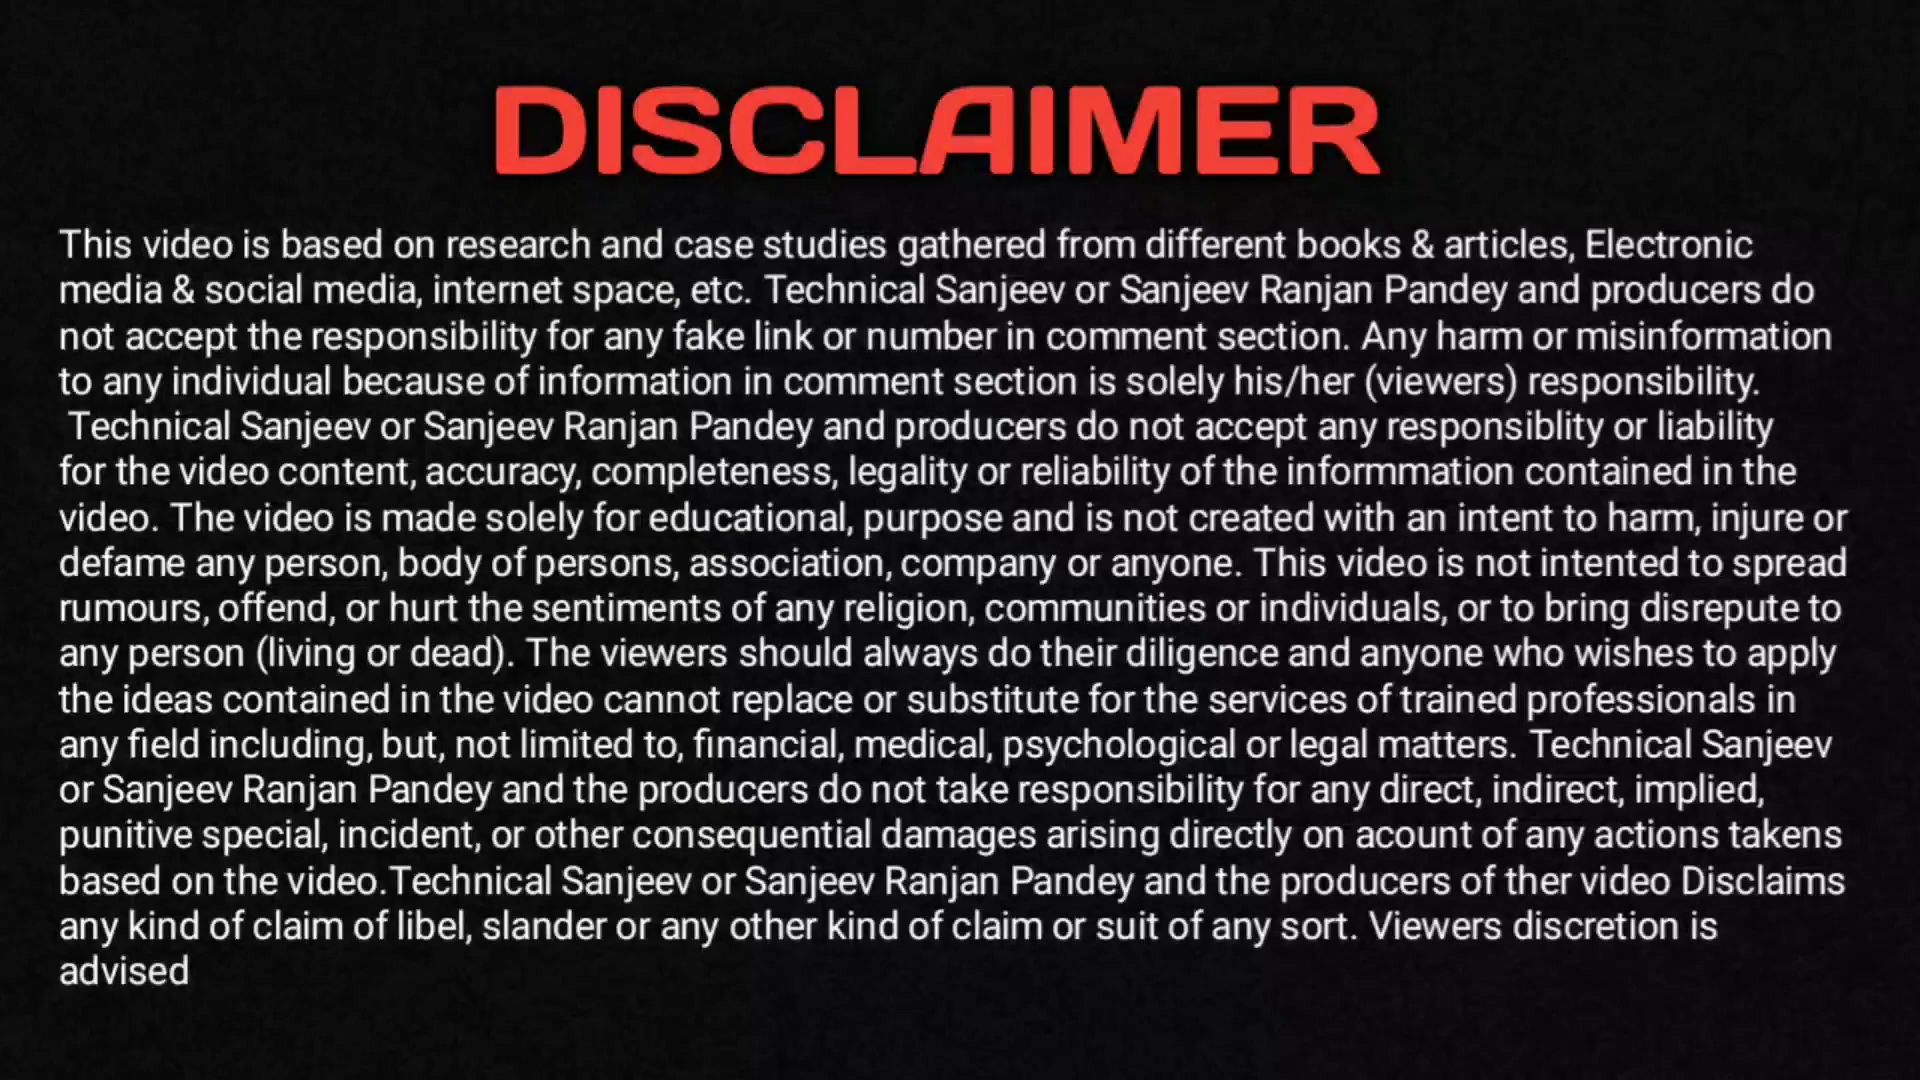 DISCLAIMER
This video is based on research and case studies gathered from different books & articles, Electronic
media & social media, internet space, etc. Technical Sanjeev or Sanjeev Ranjan Pandey and producers do
not accept the responsibility for any fake link or number in comment section. Any harm or misinformation
to any individual because of information in comment section is solely his/her (viewers) responsibility.
Technical Sanjeev or Sanjeev Ranjan Pandey and producers do not accept any responsiblity or liability
for the video content, accuracy, completeness, legality or reliability of the informmation contained in the
video. The video is made solely for educational, purpose and is not created with an intent to harm, injure or
defame any person, body of persons, association, company or anyone. This video is not intented to spread
rumours, offend, or hurt the sentiments of any religion, communities or individuals, or to bring disrepute to
any person (living or dead). The viewers should always do their diligence and anyone who wishes to apply
the ideas contained in the video cannot replace or substitute for the services of trained professionals in
any field including, but, not limited to, financial, medical, psychological or legal matters. Technical Sanjeev
or Sanjeev Ranjan Pandey and the producers do not take responsibility for any direct, indirect, implied,
punitive special, incident, or other consequential damages arising directly on acount of any actions takens
based on the video.Technical Sanjeev or Sanjeev Ranjan Pandey and the producers of ther video Disclaims
any kind of claim of libel, slander or any other kind of claim or suit of any sort. Viewers discretion is
advised